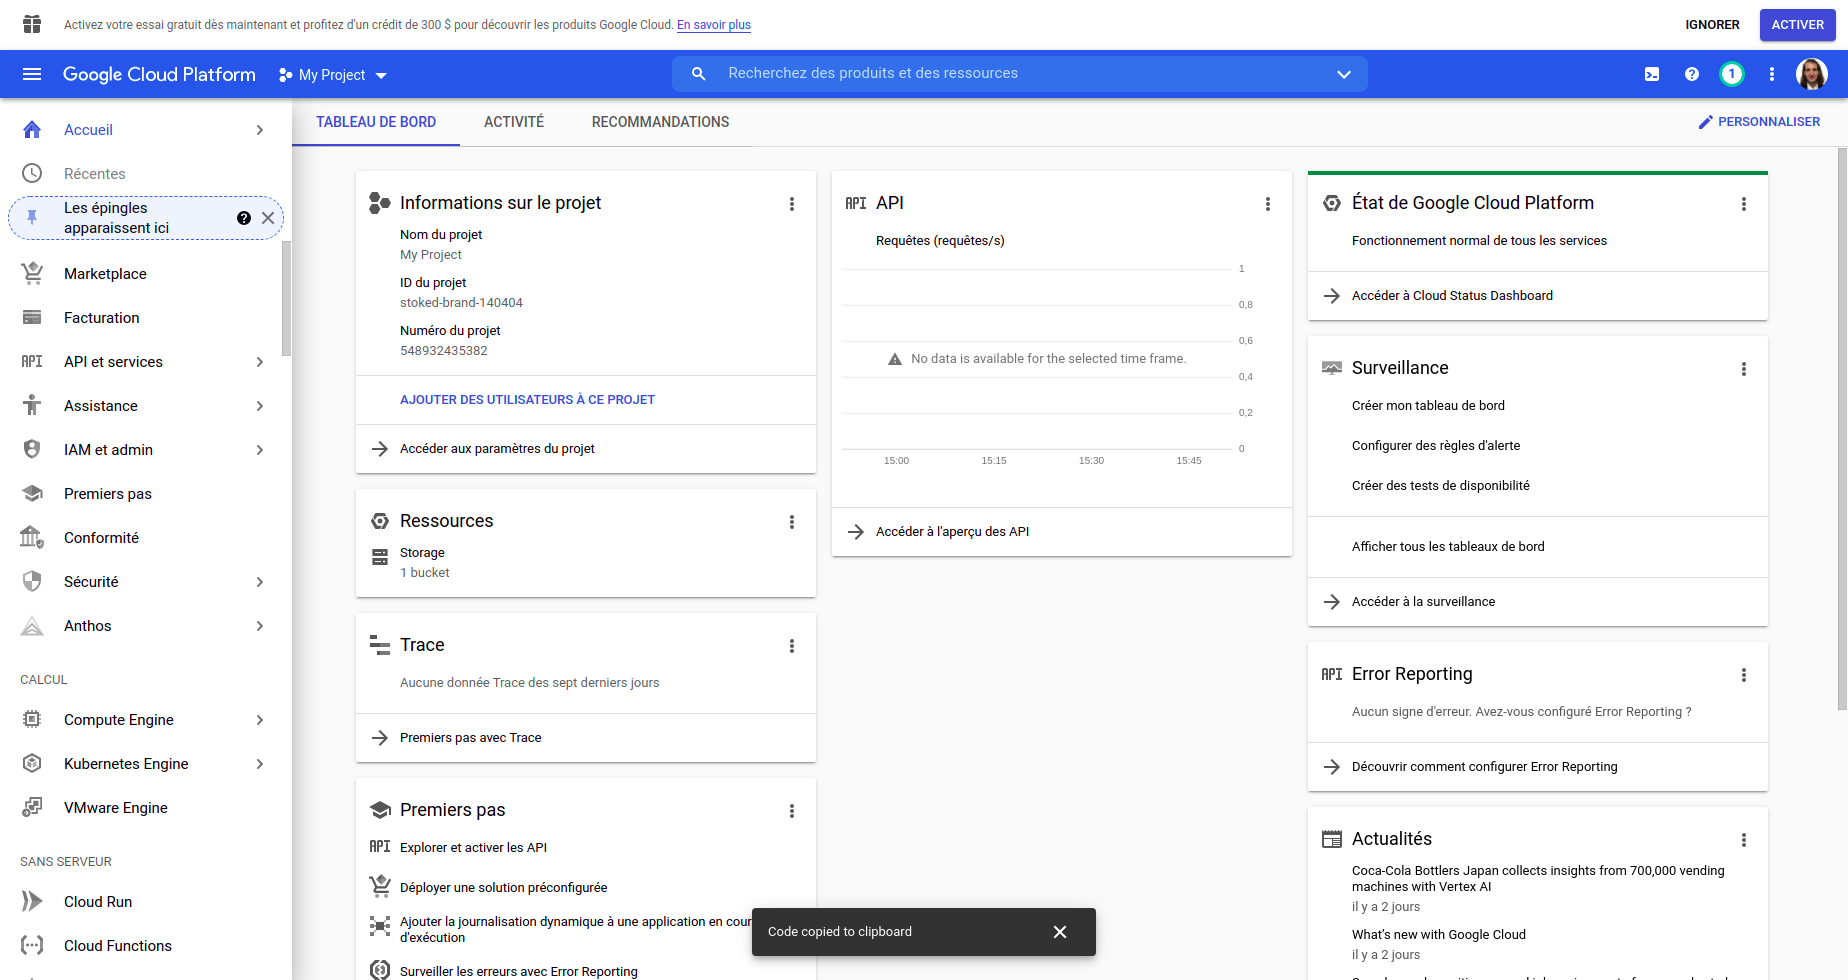 Activez votre essai gratuit dès maintenant et profitez d'un crédit de 300 $ pour découvrir les produits Google Cloud. En savoir plus
IGNORER
ACTIVER
Google Cloud Platform
My Project
Recherchez des produits et des ressources
1
Accueil
Récentes
Les épingles
apparaissent ici
Marketplace
Facturation
API et services
Assistance
IAM et admin
Premiers pas
Conformité
Sécurité
Anthos
CALCUL
Compute Engine
Kubernetes Engine
VMware Engine
SANS SERVEUR
Cloud Run
Cloud Functions
TABLEAU DE BORD
ACTIVITÉ
RECOMMANDATIONS
PERSONNALISER
Informations sur le projet
Nom du projet
My Project
ID du projet
stoked-brand-140404
Numéro du projet
548932435382
AJOUTER DES UTILISATEURS À CE PROJET
Accéder aux paramètres du projet
Ressources
Storage
1 bucket
Trace
Aucune donnée Trace des sept derniers jours
Premiers pas avec Trace
Premiers pas
API
Explorer et activer les API
Déployer une solution préconfigurée
Ajouter la journalisation dynamique à une application en cour
d'exécution
Surveiller les erreurs avec Error Reporting
API
API
Requêtes (requêtes/s)
1
0,8
0,6
No data is available for the selected time frame.
0,4
0,2
0
15:00
15:15
15:30
15:45
Accéder à l'aperçu des API
État de Google Cloud Platform
Fonctionnement normal de tous les services
Accéder à Cloud Status Dashboard
Surveillance
Créer mon tableau de bord
Configurer des règles d'alerte
Créer des tests de disponibilité
Afficher tous les tableaux de bord
Accéder à la surveillance
API
Error Reporting
Aucun signe d'erreur. Avez-vous configuré Error Reporting ?
Découvrir comment configurer Error Reporting
Actualités
Coca-Cola Bottlers Japan collects insights from 700,000 vending
machines with Vertex AI
il y a 2 jours
What's new with Google Cloud
il y a 2 jours
Code copied to clipboard